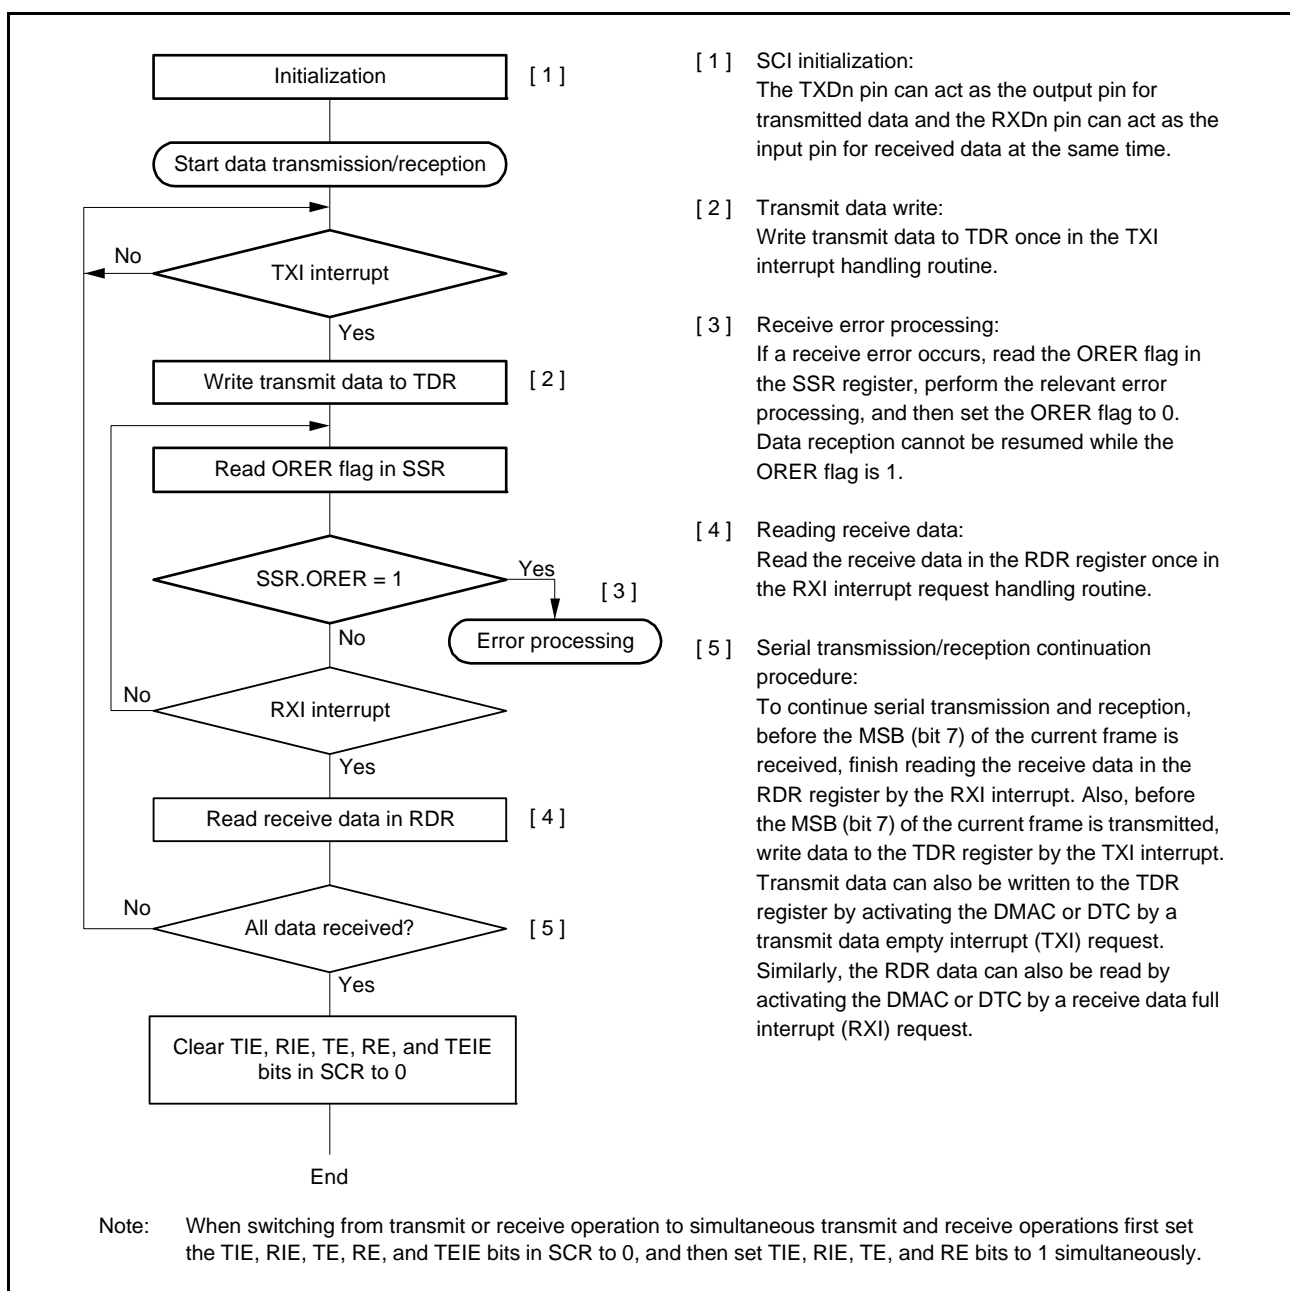 Initialization
[ 1 ]
Start data transmission/reception
No
TXI interrupt
Yes
Write transmit data to TDR
[ 2 ]
Read ORER flag in SSR
SSR.ORER = 1
Yes
[ 3 ]
Error processing
No
No
RXI interrupt
Yes
Read receive data in RDR
[ 4 ]
No
All data received?
[ 5 ]
Yes
Clear TIE, RIE, TE, RE, and TEIE
bits in SCR to 0
End
[ 1 ] SCI initialization:
The TXDn pin can act as the output pin for
transmitted data and the RXDn pin can act as the
input pin for received data at the same time.
[ 2 ] Transmit data write:
Write transmit data to TDR once in the TXI
interrupt handling routine.
[ 3 ] Receive error processing:
If a receive error occurs, read the ORER flag in
the SSR register, perform the relevant error
processing, and then set the ORER flag to 0.
Data reception cannot be resumed while the
ORER flag is 1.
[ 4 ] Reading receive data:
Read the receive data in the RDR register once in
the RXI interrupt request handling routine.
[ 5 ] Serial transmission/reception continuation
procedure:
To continue serial transmission and reception,
before the MSB (bit 7) of the current frame is
received, finish reading the receive data in the
RDR register by the RXI interrupt. Also, before
the MSB (bit 7) of the current frame is transmitted,
write data to the TDR register by the TXI interrupt.
Transmit data can also be written to the TDR
register by activating the DMAC or DTC by a
transmit data empty interrupt (TXI) request.
Similarly, the RDR data can also be read by
activating the DMAC or DTC by a receive data full
interrupt (RXI) request.
Note: When switching from transmit or receive operation to simultaneous transmit and receive operations first set
the TIE, RIE, TE, RE, and TEIE bits in SCR to 0, and then set TIE, RIE, TE, and RE bits to 1 simultaneously.